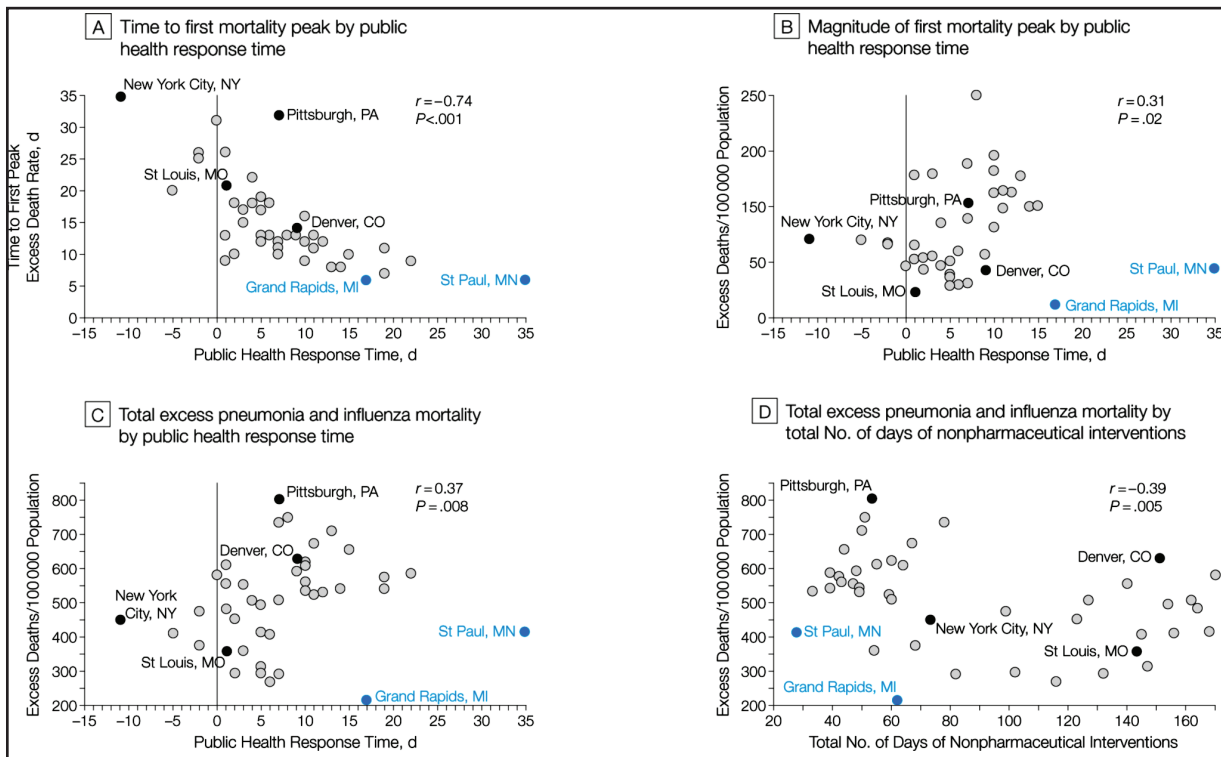 A Time to first mortality peak by public
health response time
New York City, NY
r=−0.74
P<.001
Pittsburgh, PA
St Louis, MO
Denver, CO
Grand Rapids, MI
St Paul, MN
Time to First Peak
Excess Death Rate, d
35
30
25
20
15
10
5
0
−15 −10 −5 0 5 10 15 20 25 30 35
Public Health Response Time, d
B Magnitude of first mortality peak by public
health response time
r=0.31
P=.02
Pittsburgh, PA
New York City, NY
St Paul, MN
Denver, CO
St Louis, MO
Grand Rapids, MI
Excess Deaths/100 000 Population
250
200
150
100
50
50
−15 −10 −5 0 5 10 15 20 25 30 35
Public Health Response Time, d
C Total excess pneumonia and influenza mortality
by public health response time
Pittsburgh, PA
r=0.37
P=.008
Denver, CO
New York
City, NY
St Paul, MN
St Louis, MO
Grand Rapids, MI
Excess Deaths/100 000 Population
800
700
600
500
400
300
200
−15 −10 −5 0 5 10 15 20 25 30 35
Public Health Response Time, d
D Total excess pneumonia and influenza mortality by
total No. of days of nonpharmaceutical interventions
Pittsburgh, PA
r=−0.39
P=.005
Denver, CO
St Paul, MN
New York City, NY
St Louis, MO
Grand Rapids, MI
Excess Deaths/100 000 Population
800
700
600
500
400
300
200
20 40 60 80 100 120 140 160
Total No. of Days of Nonpharmaceutical Interventions